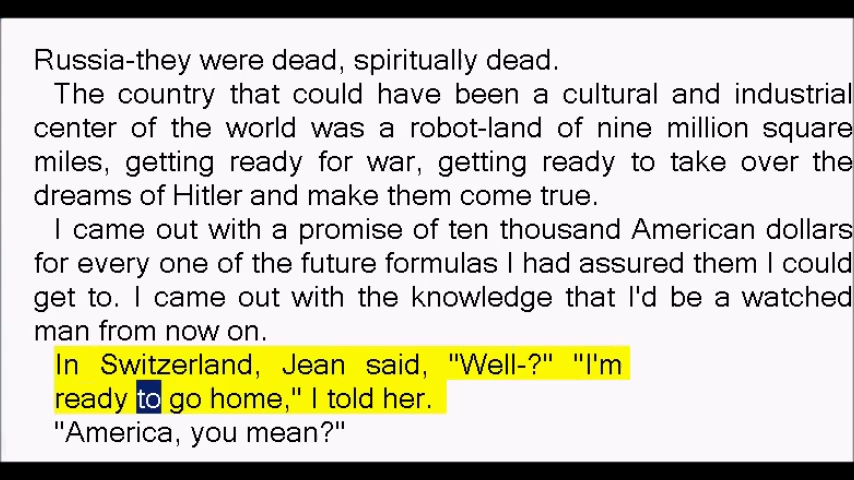 Russia-they were dead, spiritually dead.
The country that could have been a cultural and industrial
center of the world was a robot-land of nine million square
miles, getting ready for war, getting ready to take over the
dreams of Hitler and make them come true.
I came out with a promise of ten thousand American dollars
for every one of the future formulas I had assured them I could
get to. I came out with the knowledge that I'd be a watched
man from now on.
In Switzerland, Jean said, "Well-?" "I'm
ready to go home," I told her.
"America, you mean?"